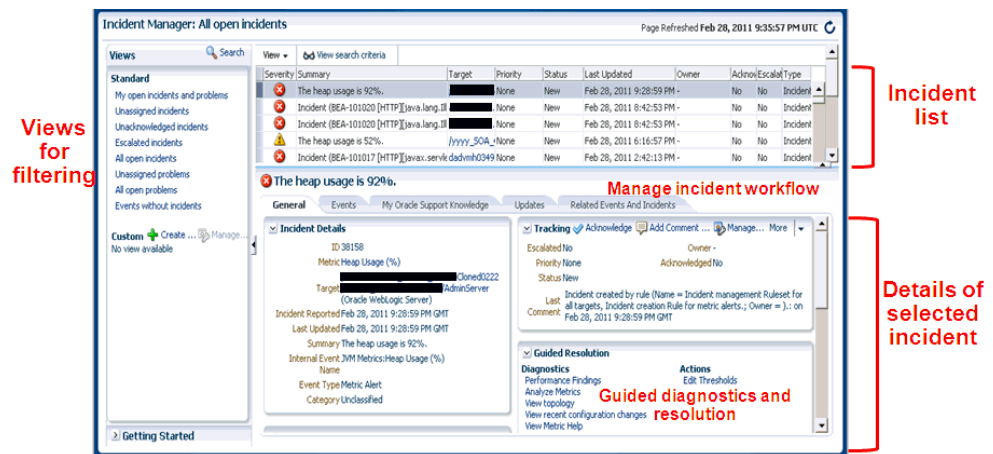 Incident Manager: All open incidents
Page Refreshed Feb 28, 2011 9:35:57 PM UTC
Views
Search
Standard
My open incidents and problems
Unassigned incidents
Unacknowledged incidents
Escalated incidents
All open incidents
Unassigned problems
All open problems
Events without incidents
Custom Create ... Manage...
No view available
Getting Started
View View search criteria
Severity Summary Target Priority Status Last Updated Owner Acknov Escalat Type
The heap usage is 92%. None New Feb 28, 2011 9:28:59 PM - No No Incident
Incident (BEA-101020 [HTTP][java.lang.Ill None New Feb 28, 2011 8:42:53 PM - No No Incident
Incident (BEA-101020 [HTTP][java.lang.Ill None New Feb 28, 2011 8:42:53 PM - No No Incident
The heap usage is 52%. /yyyy_SOA_ None New Feb 28, 2011 6:16:57 PM - No No Incident
Incident (BEA-101017 [HTTP][javax.servle dadvmh0349 None New Feb 28, 2011 2:42:13 PM - No No Incident
The heap usage is 92%.
Manage incident workflow
General Events My Oracle Support Knowledge Updates Related Events And Incidents
Incident Details
ID 38158
Metric Heap Usage (%)
Cloned0222
Target /AdminServer
(Oracle WebLogic Server)
Incident Reported Feb 28, 2011 9:28:59 PM GMT
Last Updated Feb 28, 2011 9:28:59 PM GMT
Summary The heap usage is 92%.
Internal Event Name JVM Metrics:Heap Usage (%)
Event Type Metric Alert
Category Unclassified
Tracking Acknowledge Add Comment ... Manage... More
Escalated No Owner -
Priority None Acknowledged No
Status New
Last Comment Incident created by rule (Name = Incident management Ruleset for
all targets, Incident creation Rule for metric alerts.; Owner = ).: on
Feb 28, 2011 9:28:59 PM GMT
Guided Resolution
Diagnostics Actions
Performance Findings Edit Thresholds
Analyze Metrics
View topology
View recent configuration changes
View Metric Help
Guided diagnostics and
resolution
Views
for
filtering
Incident
list
Details of
selected
incident